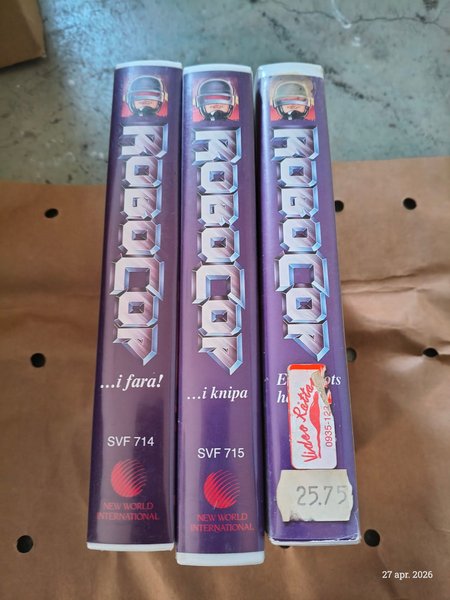 ROBOCOP
...i fara!
SVF 714
NEW WORLD
INTERNATIONAL
ROBOCOP
...i knipa
SVF 715
NEW WORLD
INTERNATIONAL
ROBOCOP
Video Rätta
25.75
27 apr. 2026